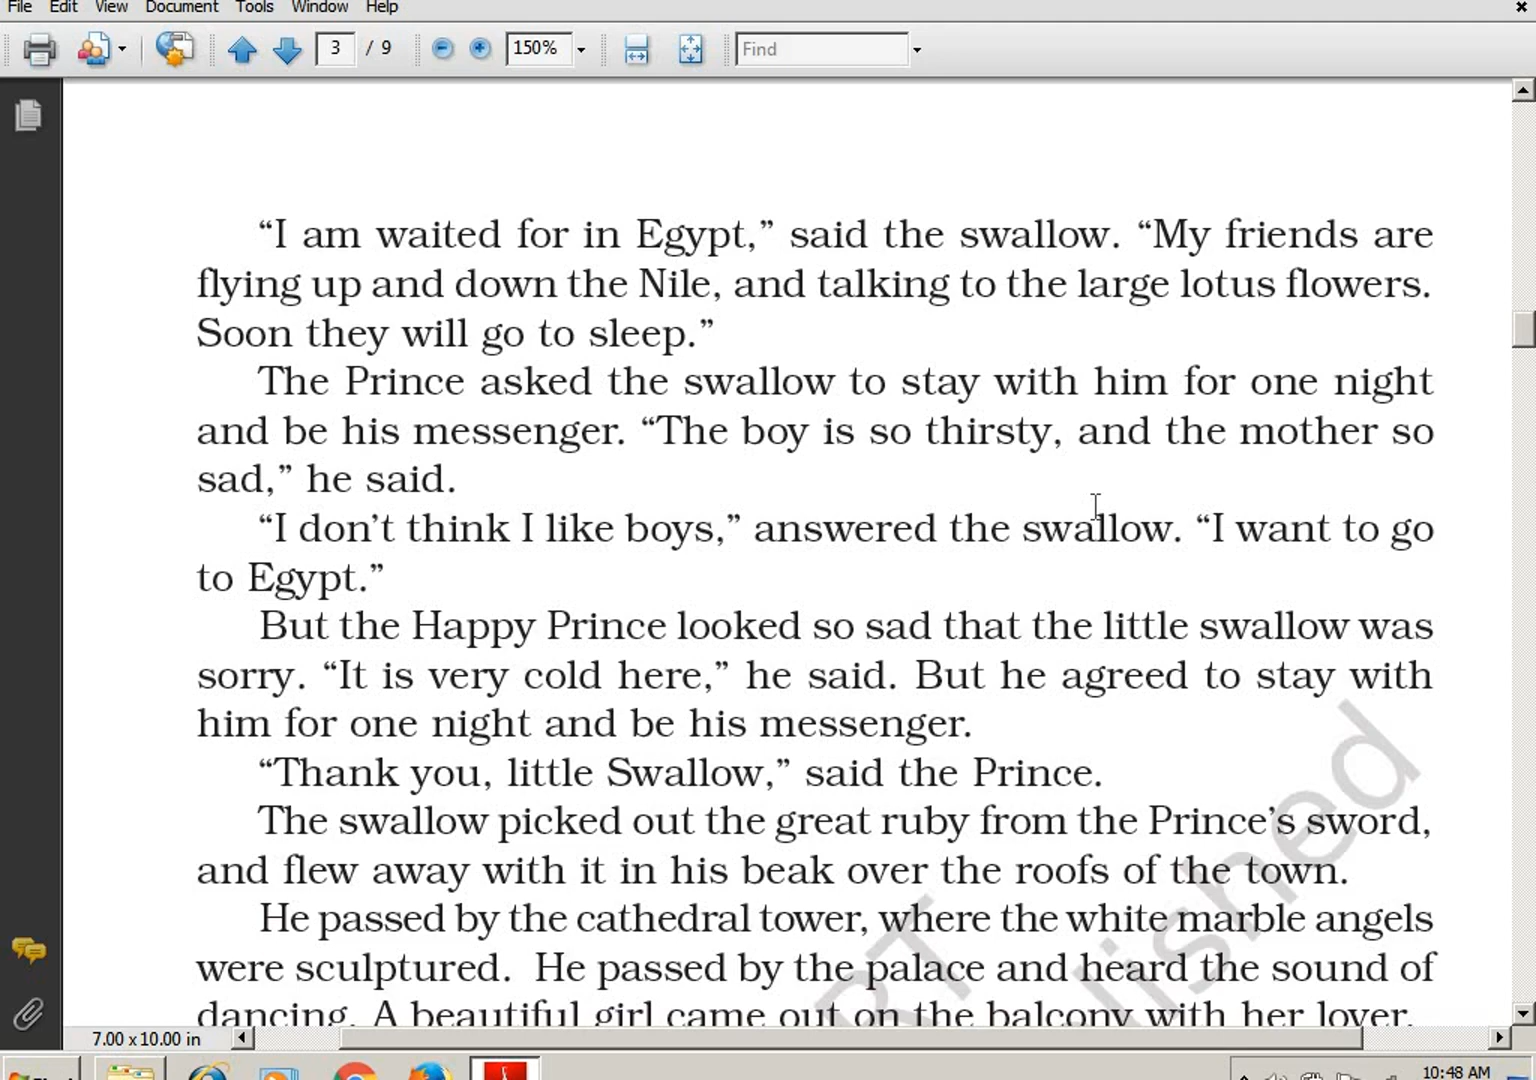 File Edit View Document Tools Window Help
3 / 9 150% Find
“I am waited for in Egypt,” said the swallow. “My friends are
flying up and down the Nile, and talking to the large lotus flowers.
Soon they will go to sleep.”
The Prince asked the swallow to stay with him for one night
and be his messenger. “The boy is so thirsty, and the mother so
sad,” he said.
“I don’t think I like boys,” answered the swallow. “I want to go
to Egypt.”
But the Happy Prince looked so sad that the little swallow was
sorry. “It is very cold here,” he said. But he agreed to stay with
him for one night and be his messenger.
“Thank you, little Swallow,” said the Prince.
The swallow picked out the great ruby from the Prince’s sword,
and flew away with it in his beak over the roofs of the town.
He passed by the cathedral tower, where the white marble angels
were sculptured. He passed by the palace and heard the sound of
dancing. A beautiful girl came out on the balcony with her lover.
7.00 x 10.00 in
10:48 AM